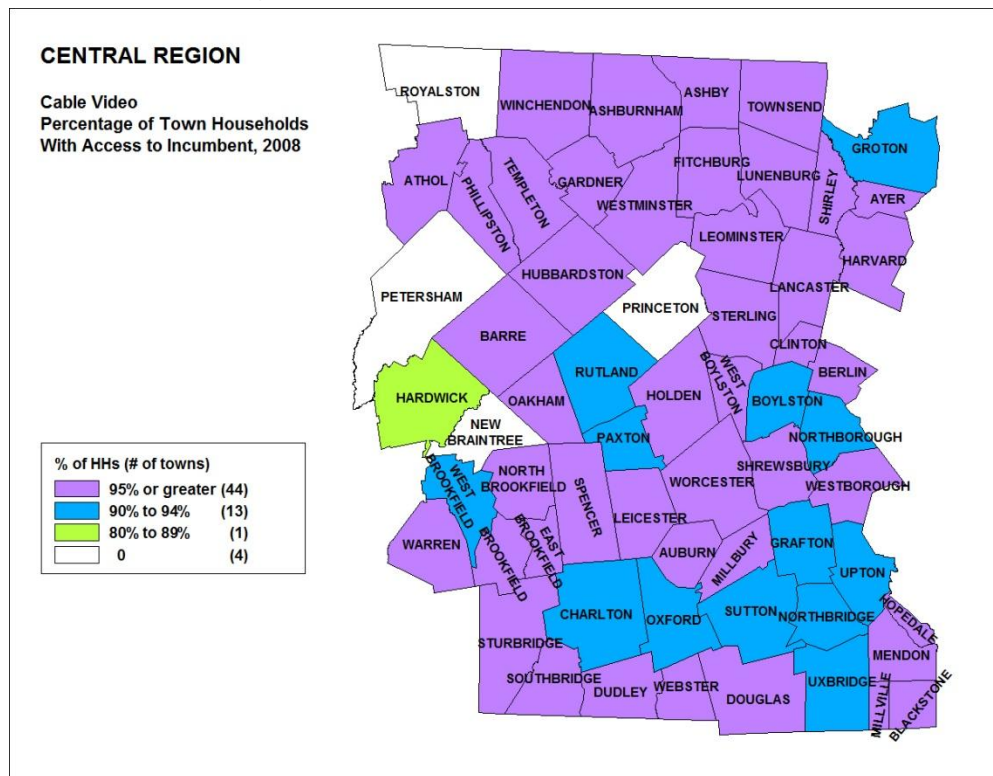 CENTRAL REGION
Cable Video
Percentage of Town Households
With Access to Incumbent, 2008
ROYALSTON
WINCHENDON
ASHBURNHAM
ASHBY
TOWNSEND
GROTON
ATHOL
PHILLIPSTON
TEMPLETON
GARDNER
WESTMINSTER
FITCHBURG
LUNENBURG
SHIRLEY
AYER
HARVARD
LEOMINSTER
LANCASTER
PETERSHAM
HUBBARDSTON
PRINCETON
STERLING
BARRE
CLINTON
BERLIN
RUTLAND
WEST
BOYLSTON
BOYLSTON
HARDWICK
OAKHAM
HOLDEN
NEW
BRAINTREE
PAXTON
NORTHBOROUGH
WEST
BROOKFIELD
NORTH
BROOKFIELD
SPENCER
WORCESTER
SHREWSBURY
WESTBOROUGH
LEICESTER
WARREN
BROOKFIELD
EAST
BROOKFIELD
AUBURN
MILLBURY
GRAFTON
UPTON
CHARLTON
OXFORD
SUTTON
NORTHBRIDGE
HOPEDALE
STURBRIDGE
MENDON
SOUTHBRIDGE
DUDLEY
WEBSTER
DOUGLAS
UXBRIDGE
MILLVILLE
BLACKSTONE
% of HHs (# of towns)
95% or greater (44)
90% to 94% (13)
80% to 89% (1)
0 (4)